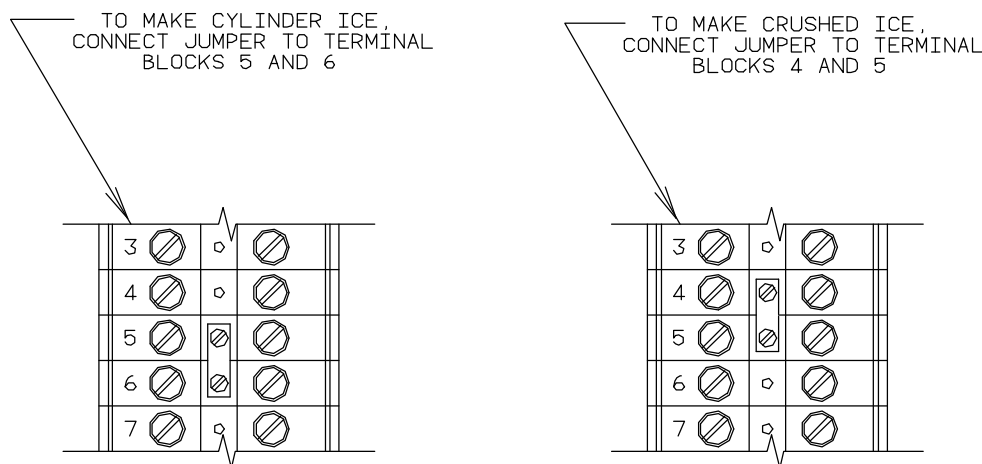 TO MAKE CYLINDER ICE,
CONNECT JUMPER TO TERMINAL
BLOCKS 5 AND 6
3
4
5
6
7
TO MAKE CRUSHED ICE,
CONNECT JUMPER TO TERMINAL
BLOCKS 4 AND 5
3
4
5
6
7